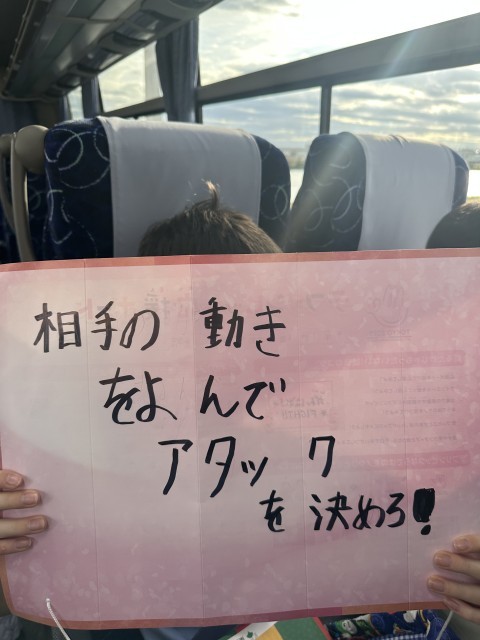 相手の 動き
をよんで
アタック
を決めろ!